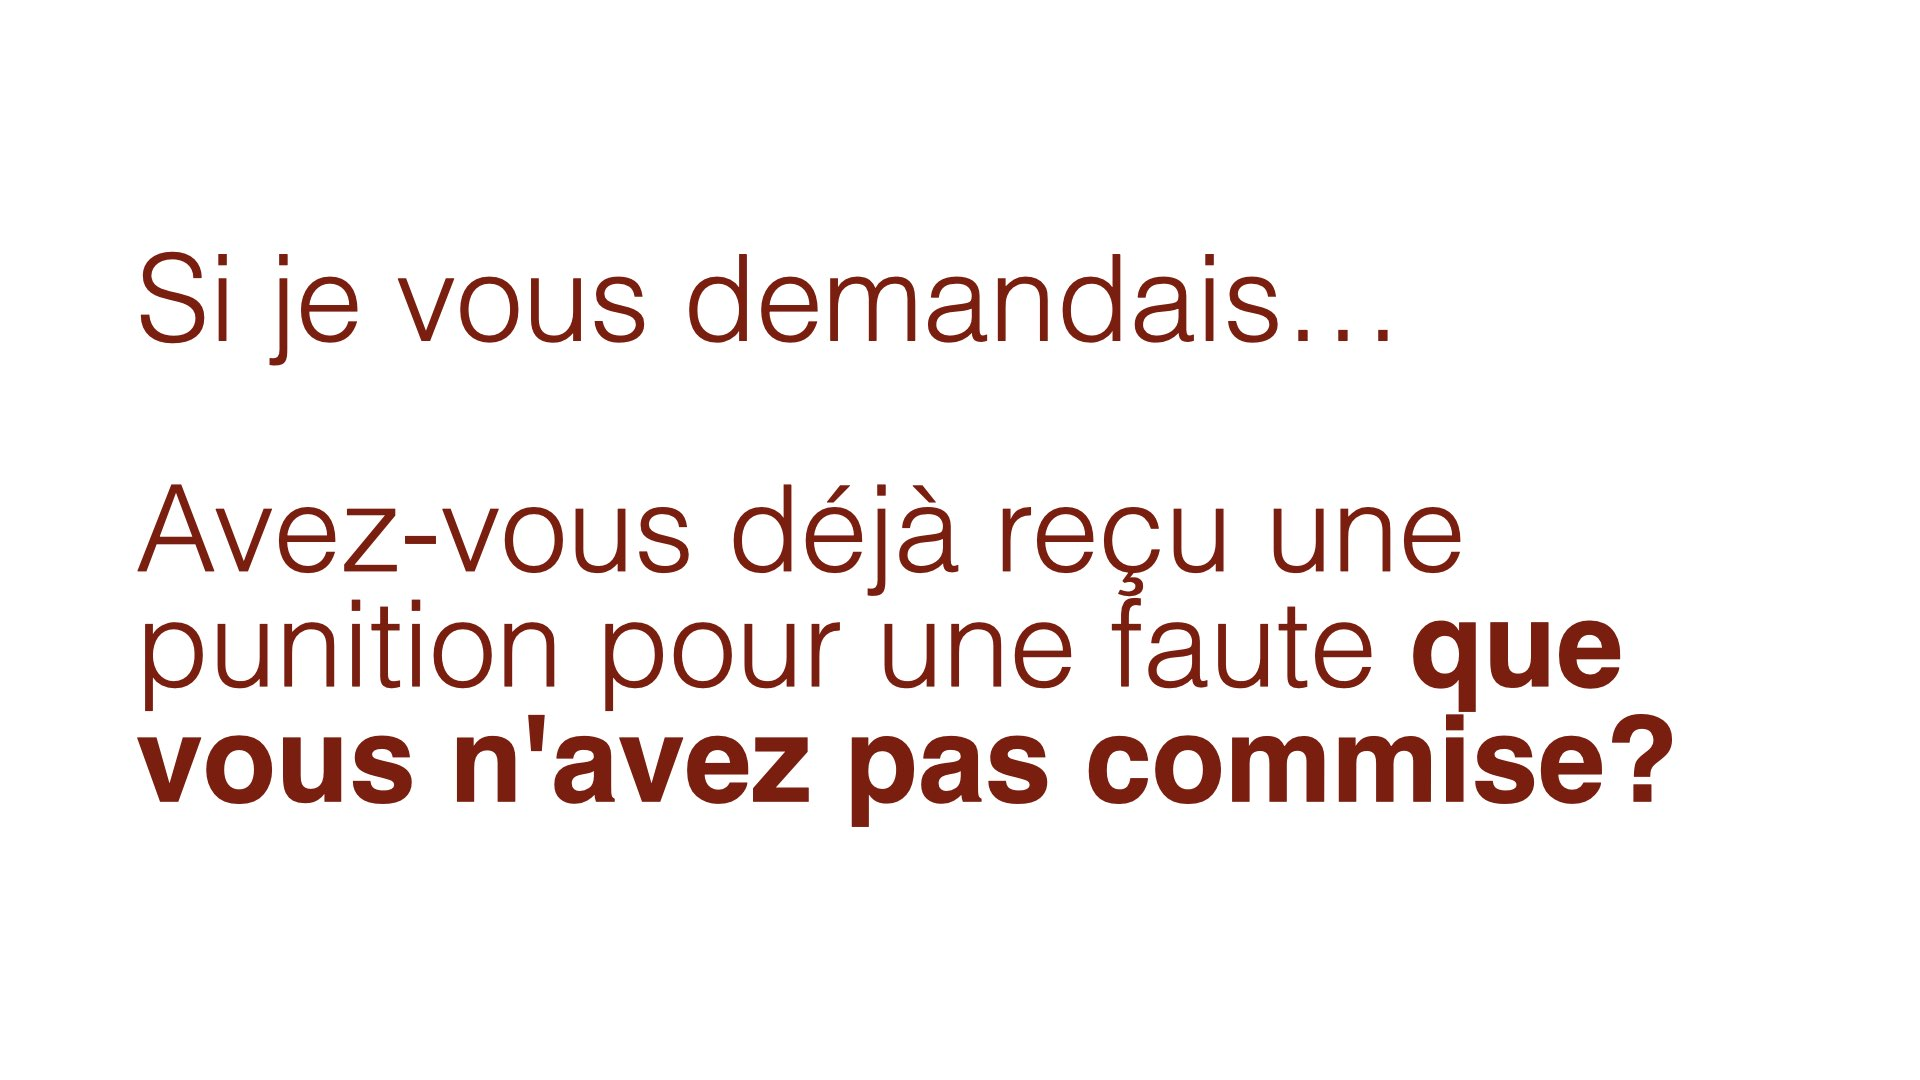 Si je vous demandais…
Avez-vous déjà reçu une
punition pour une faute que
vous n'avez pas commise?